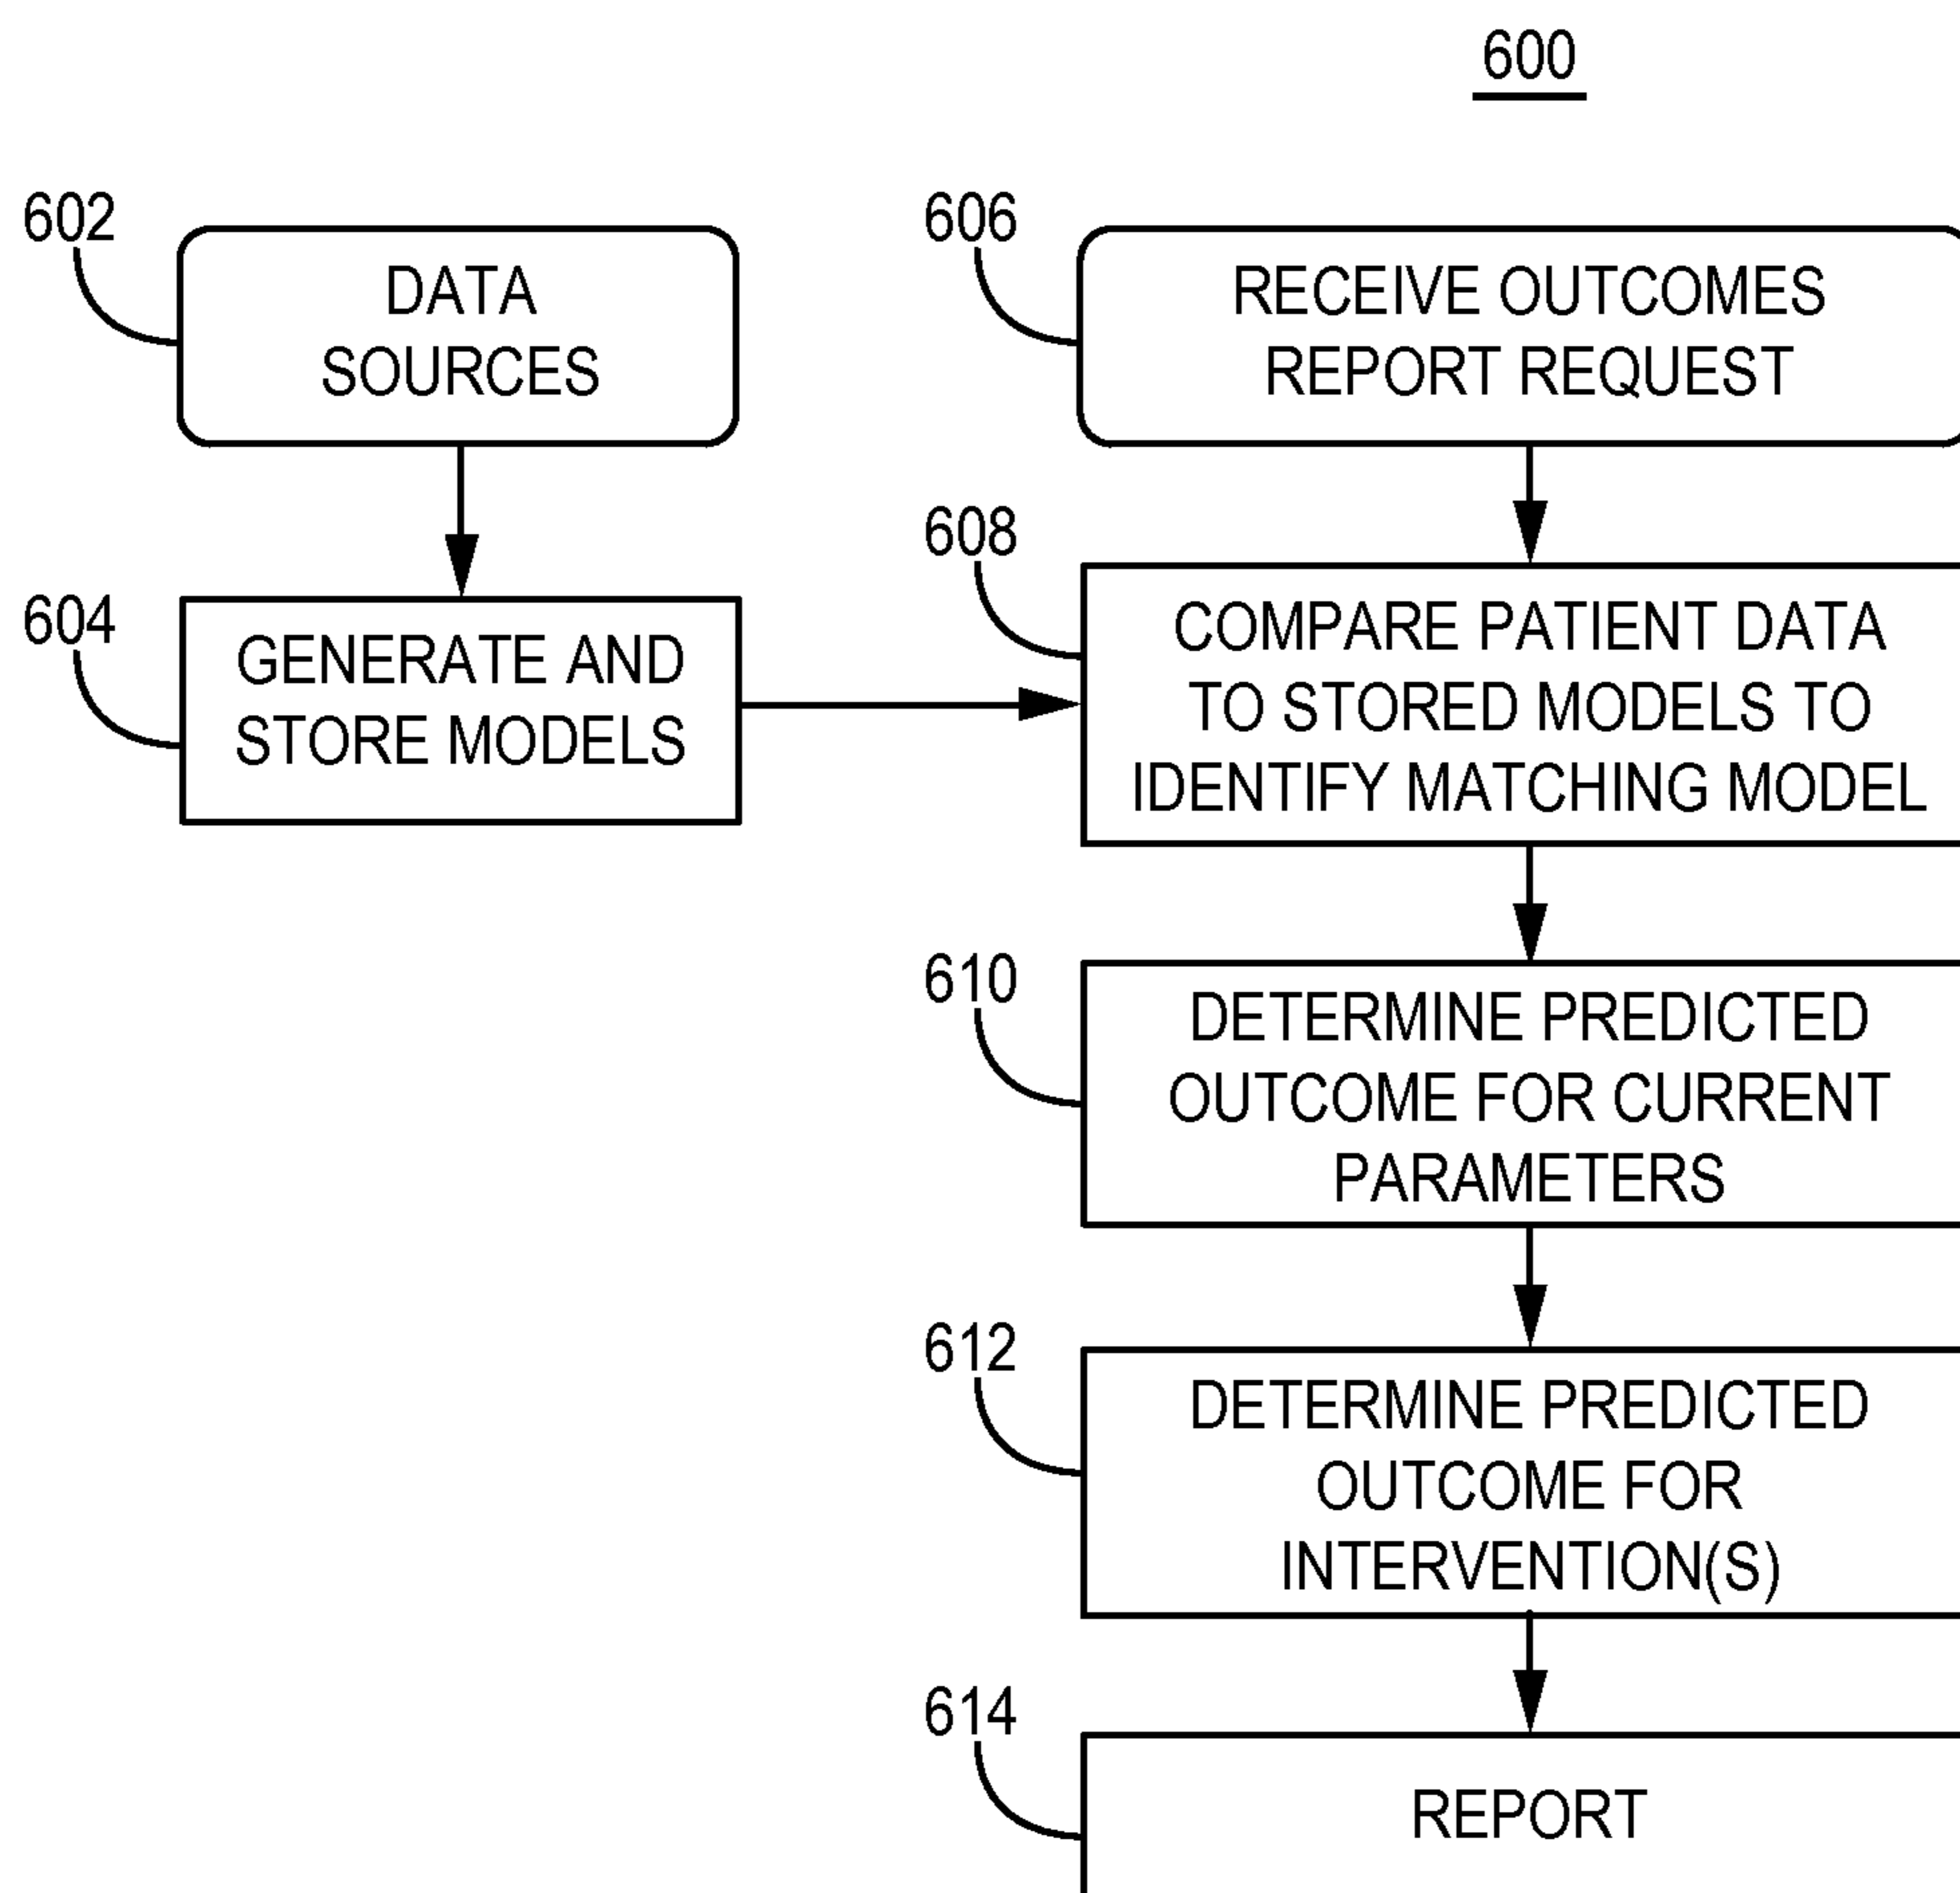 600
602
DATA
SOURCES
604
GENERATE AND
STORE MODELS
606
RECEIVE OUTCOMES
REPORT REQUEST
608
COMPARE PATIENT DATA
TO STORED MODELS TO
IDENTIFY MATCHING MODEL
610
DETERMINE PREDICTED
OUTCOME FOR CURRENT
PARAMETERS
612
DETERMINE PREDICTED
OUTCOME FOR
INTERVENTION(S)
614
REPORT